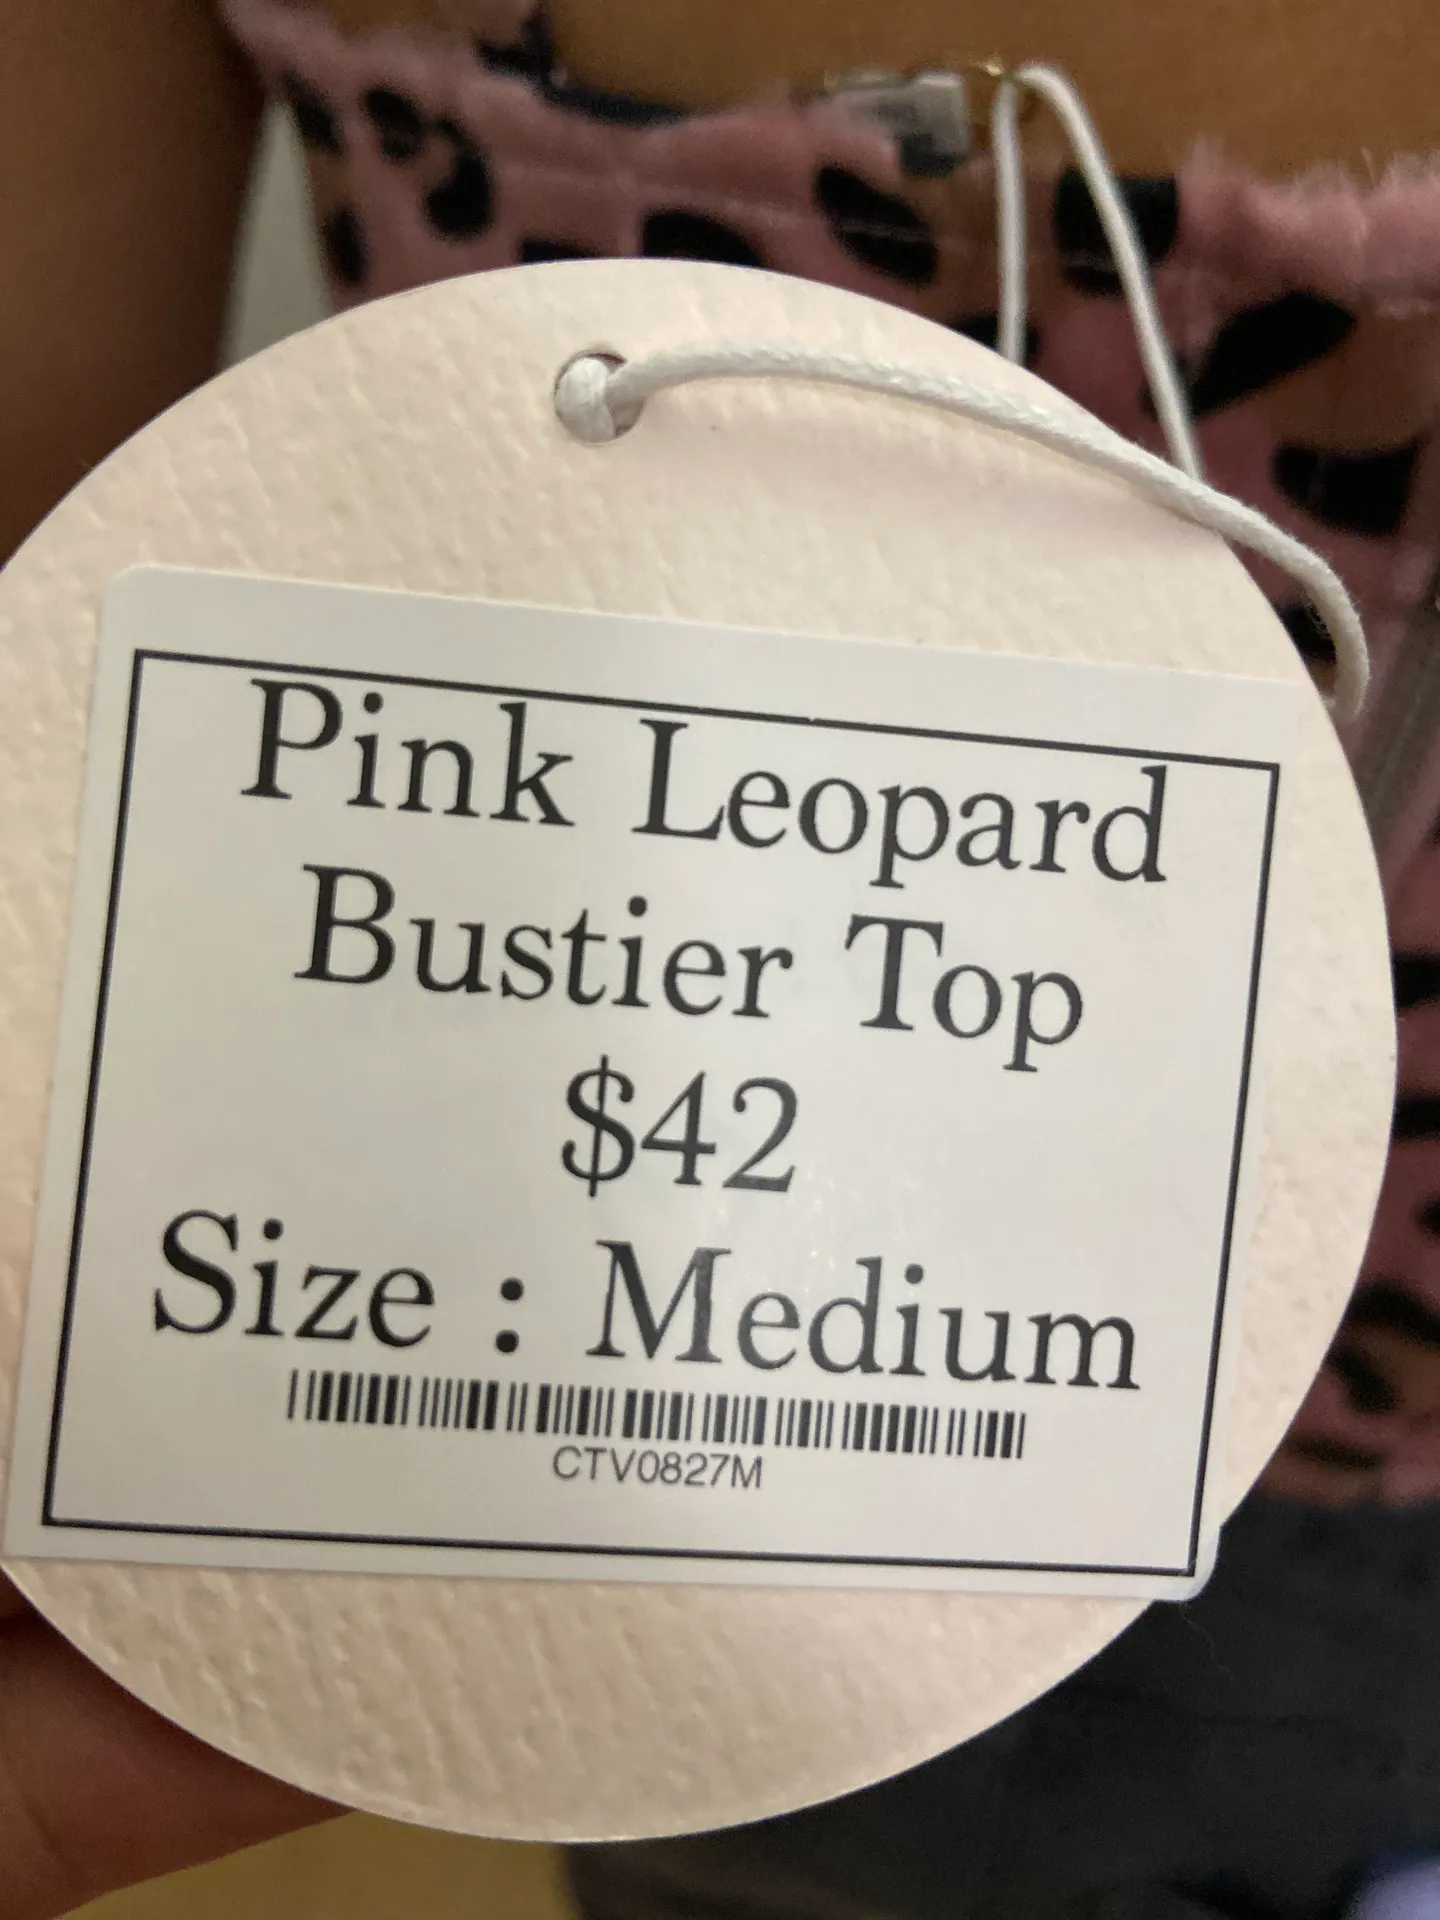 Pink Leopard
Bustier Top
$42
Size : Medium
CTV0827M